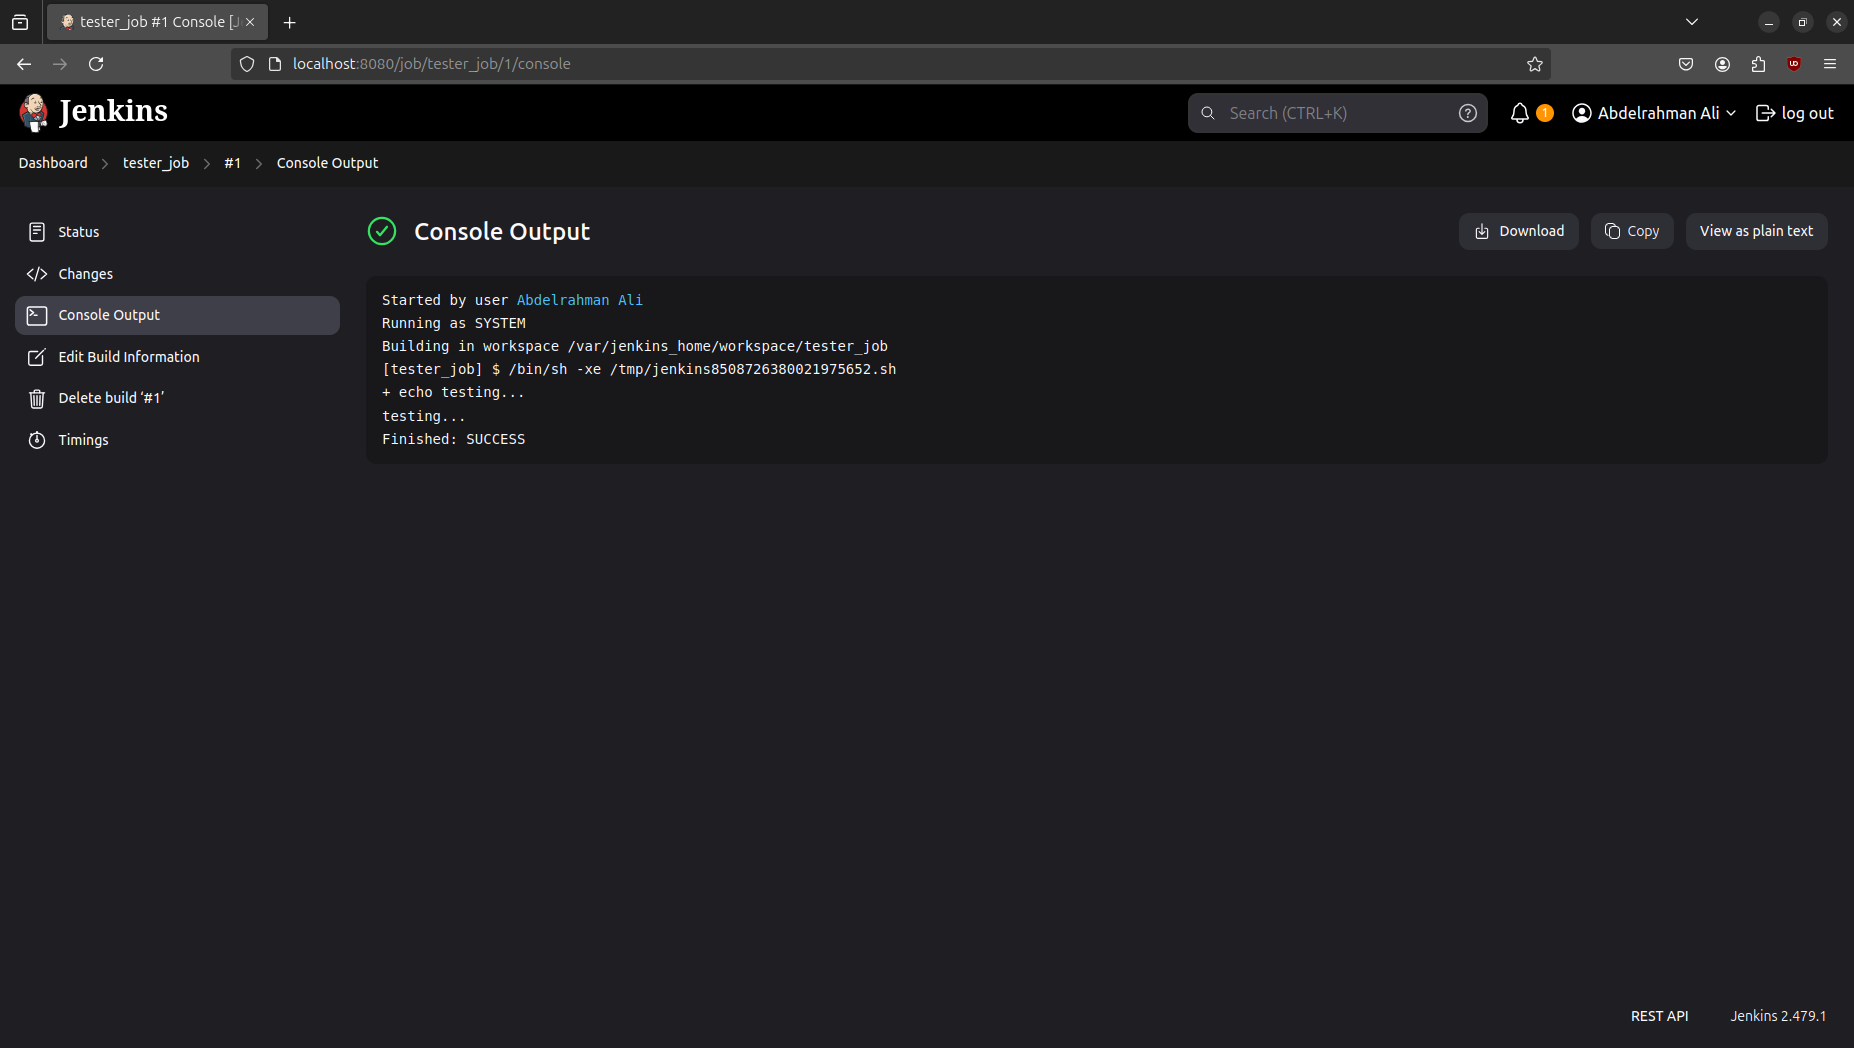 tester_job #1 Console [J
localhost:8080/job/tester_job/1/console
Jenkins
Search (CTRL+K)
1
Abdelrahman Ali
log out
Dashboard > tester_job > #1 > Console Output
Status
Changes
Console Output
Edit Build Information
Delete build ‘#1’
Timings
Console Output
Download
Copy
View as plain text
Started by user Abdelrahman Ali
Running as SYSTEM
Building in workspace /var/jenkins_home/workspace/tester_job
[tester_job] $ /bin/sh -xe /tmp/jenkins8508726380021975652.sh
+ echo testing...
testing...
Finished: SUCCESS
REST API
Jenkins 2.479.1